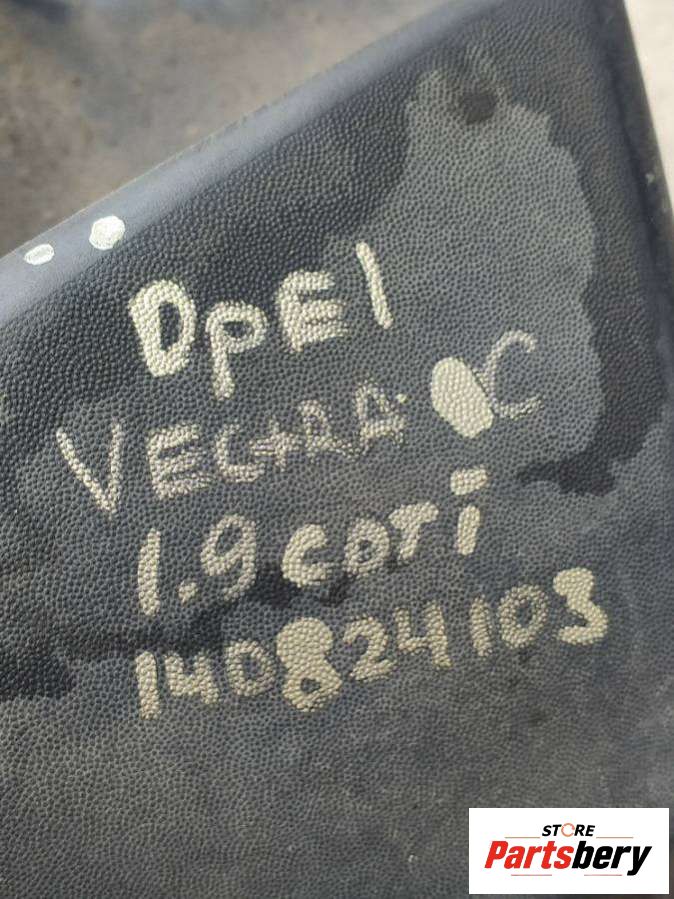 OpEl
VECtRA C
1.9 CDTi
140824103
STORE
Partsbery